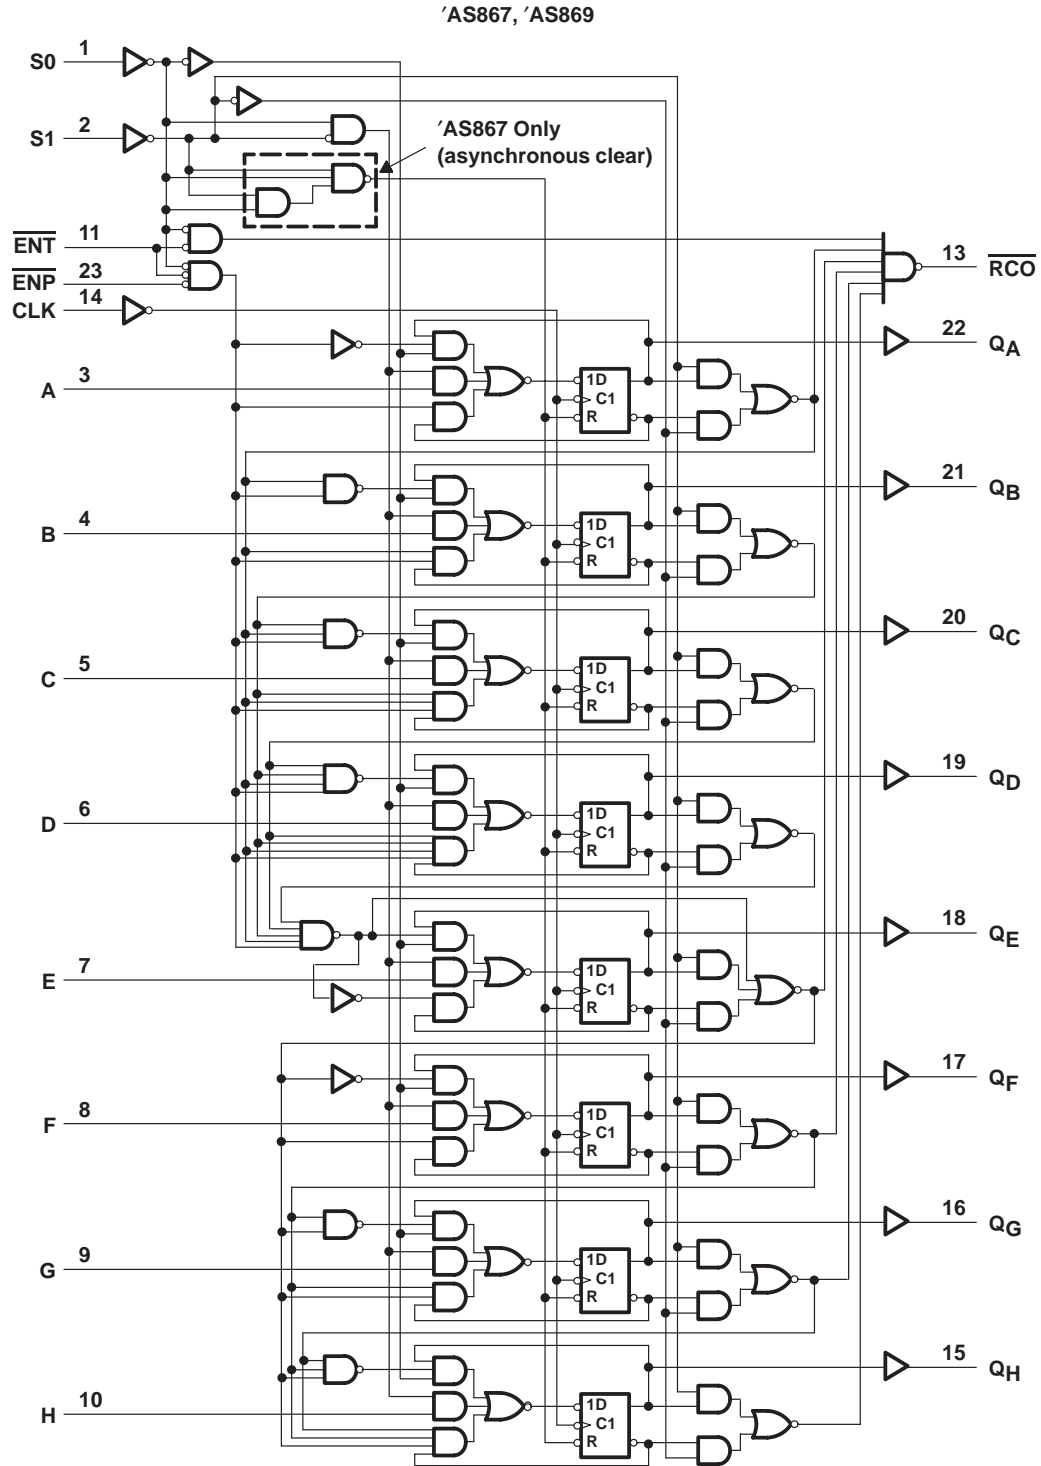 ′AS867, ′AS869
S0 1
S1 2
′AS867 Only
(asynchronous clear)
ENT 11
ENP 23
CLK 14
13 RCO
22 QA
A 3
1D
C1
R
21 QB
B 4
1D
C1
R
20 QC
C 5
1D
C1
R
19 QD
D 6
1D
C1
R
18 QE
E 7
1D
C1
R
17 QF
F 8
1D
C1
R
16 QG
G 9
1D
C1
R
15 QH
H 10
1D
C1
R